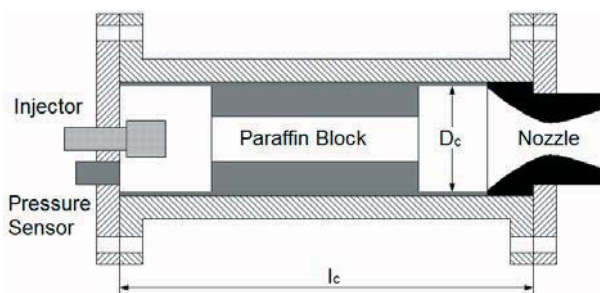 Injector
Pressure
Sensor
Paraffin Block
Dc
Nozzle
lc